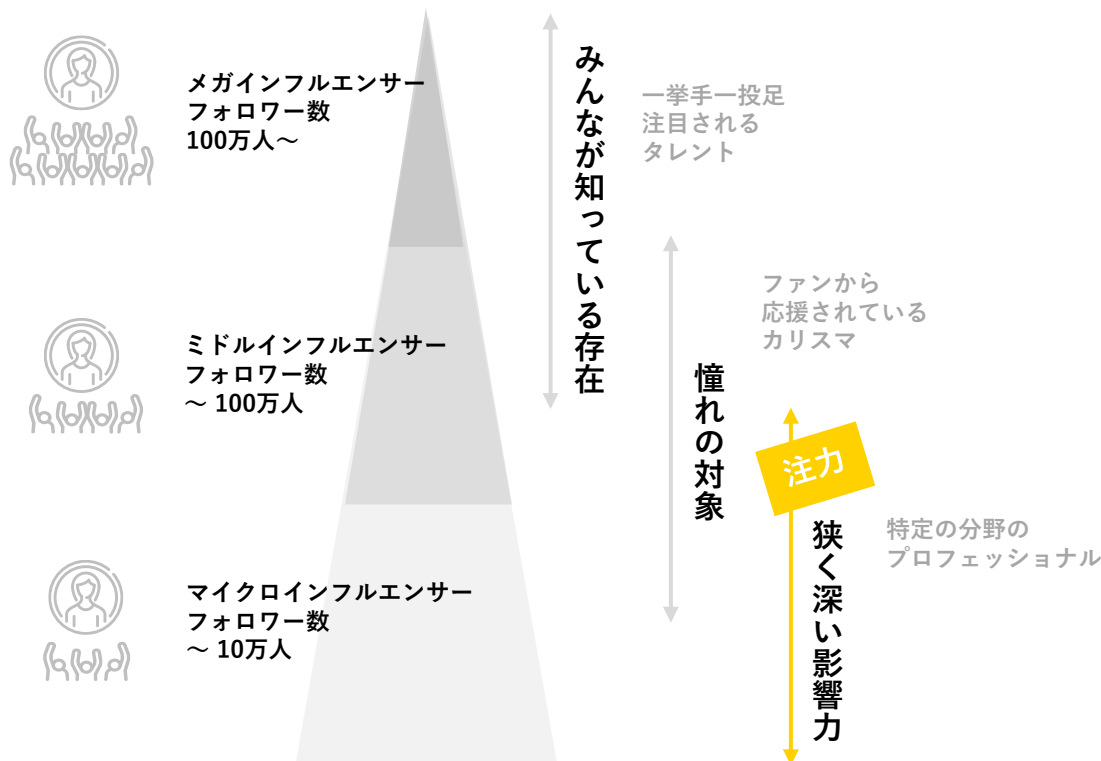 メガインフルエンサー
フォロワー数
100万人～
みんなが知っている存在
一挙手一投足
注目される
タレント
ミドルインフルエンサー
フォロワー数
～ 100万人
憧れの対象
ファンから
応援されている
カリスマ
マイクロインフルエンサー
フォロワー数
～ 10万人
注力
狭く深い影響力
特定の分野の
プロフェッショナル